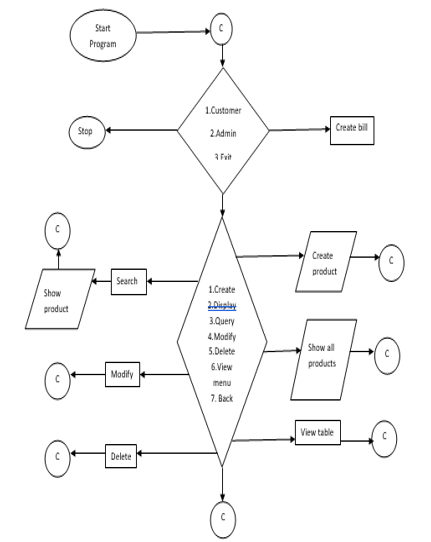 Start
Program
C
1.Customer
2.Admin
3.Exit
Stop
Create bill
C
Create
product
C
Search
Show
product
1.Create
2.Display
3.Query
4.Modify
5.Delete
6.View
menu
7. Back
Show all
products
C
Modify
C
View table
C
Delete
C
C